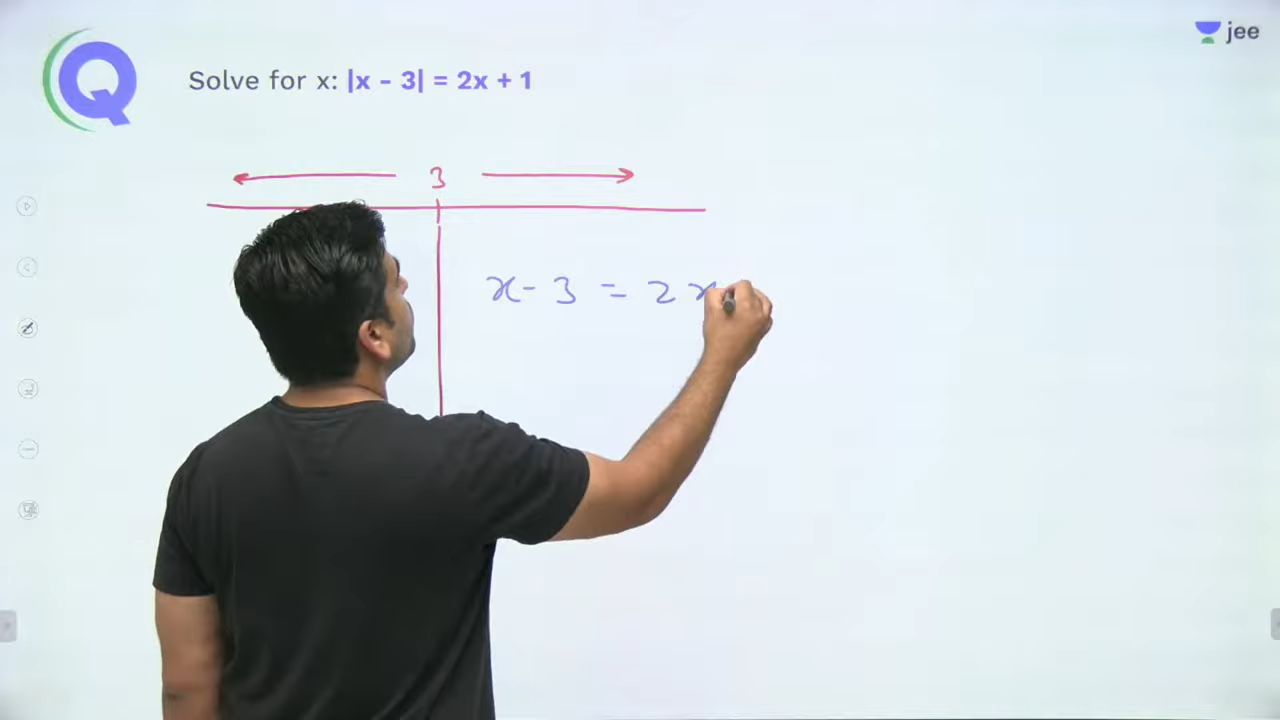 jee
Solve for x: |x - 3| = 2x + 1
3
x - 3 = 2x